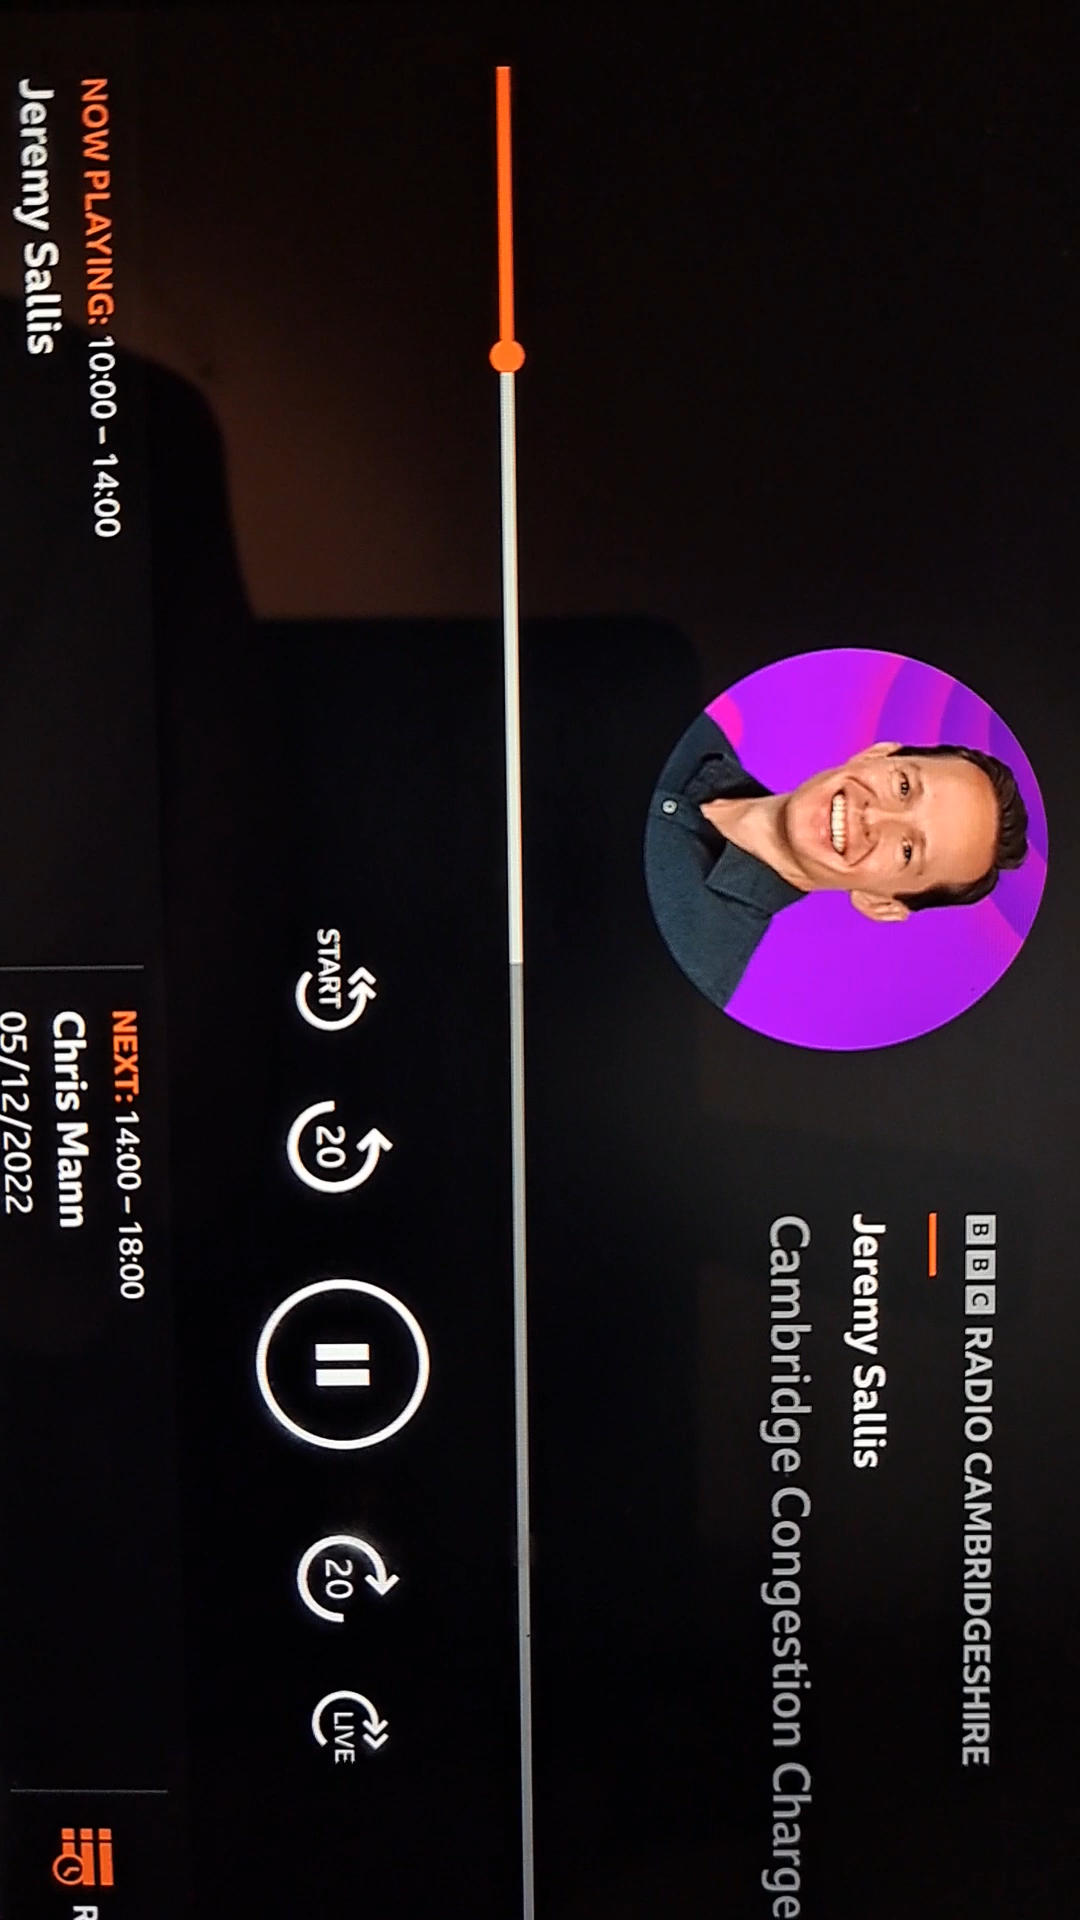 BBC RADIO CAMBRIDGESHIRE
Jeremy Sallis
Cambridge Congestion Charge
START
20
20
LIVE
NOW PLAYING: 10:00 – 14:00
Jeremy Sallis
NEXT: 14:00 – 18:00
Chris Mann
05/12/2022